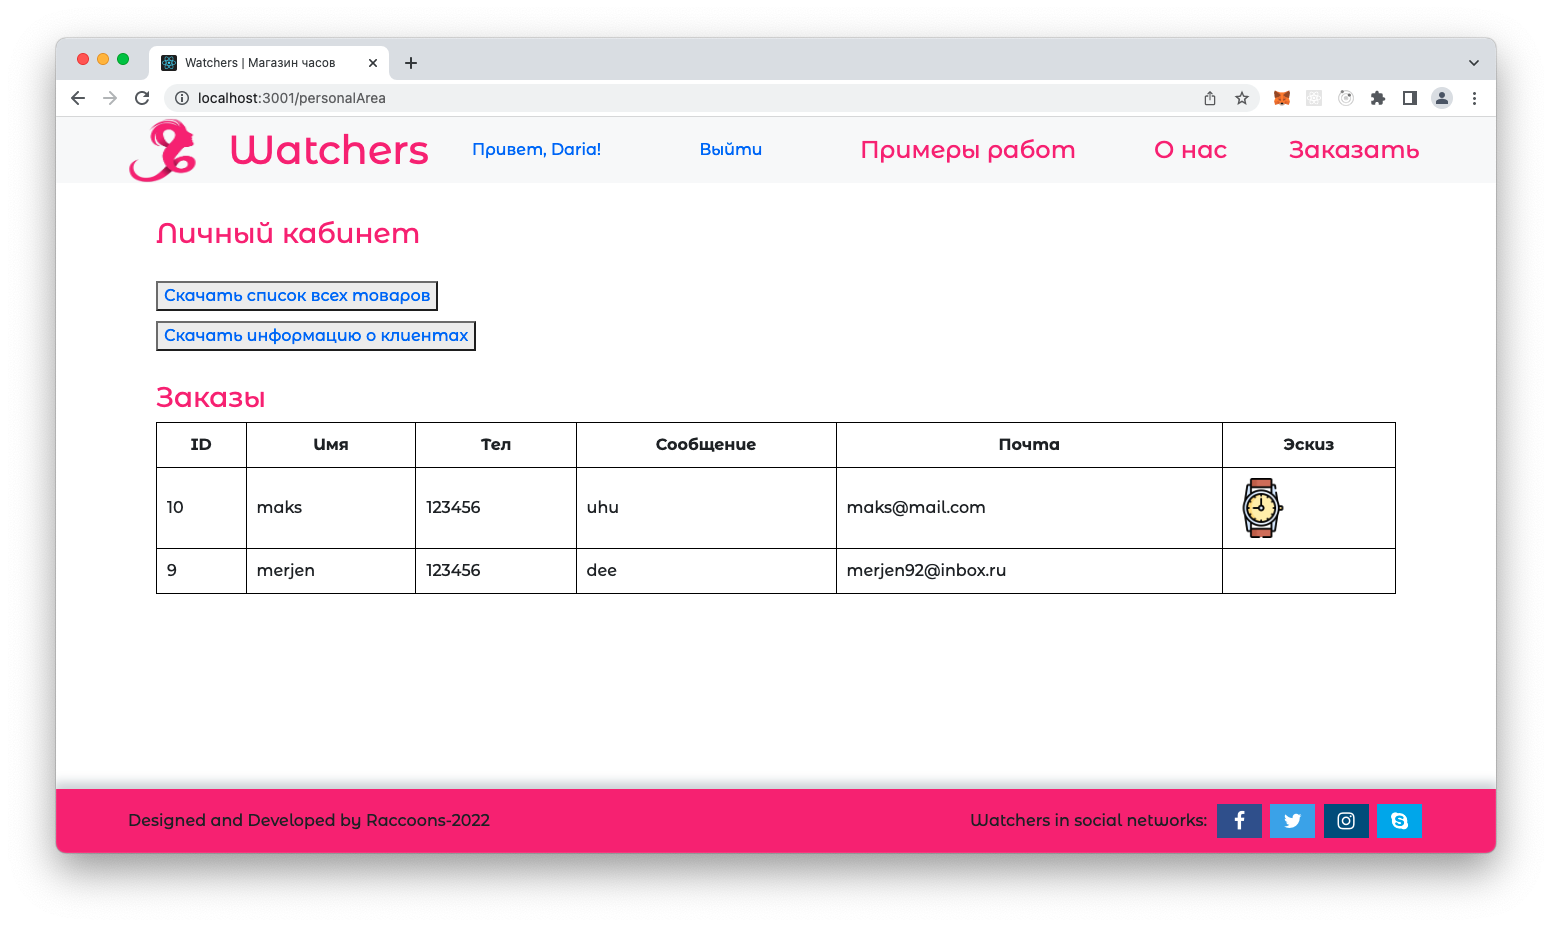 Watchers | Магазин часов
localhost:3001/personalArea
Watchers Привет, Daria! Выйти Примеры работ О нас Заказать
Личный кабинет
Скачать список всех товаров
Скачать информацию о клиентах
Заказы
ID Имя Тел Сообщение Почта Эскиз
10 maks 123456 uhu maks@mail.com
9 merjen 123456 dee merjen92@inbox.ru
Designed and Developed by Raccoons-2022 Watchers in social networks: